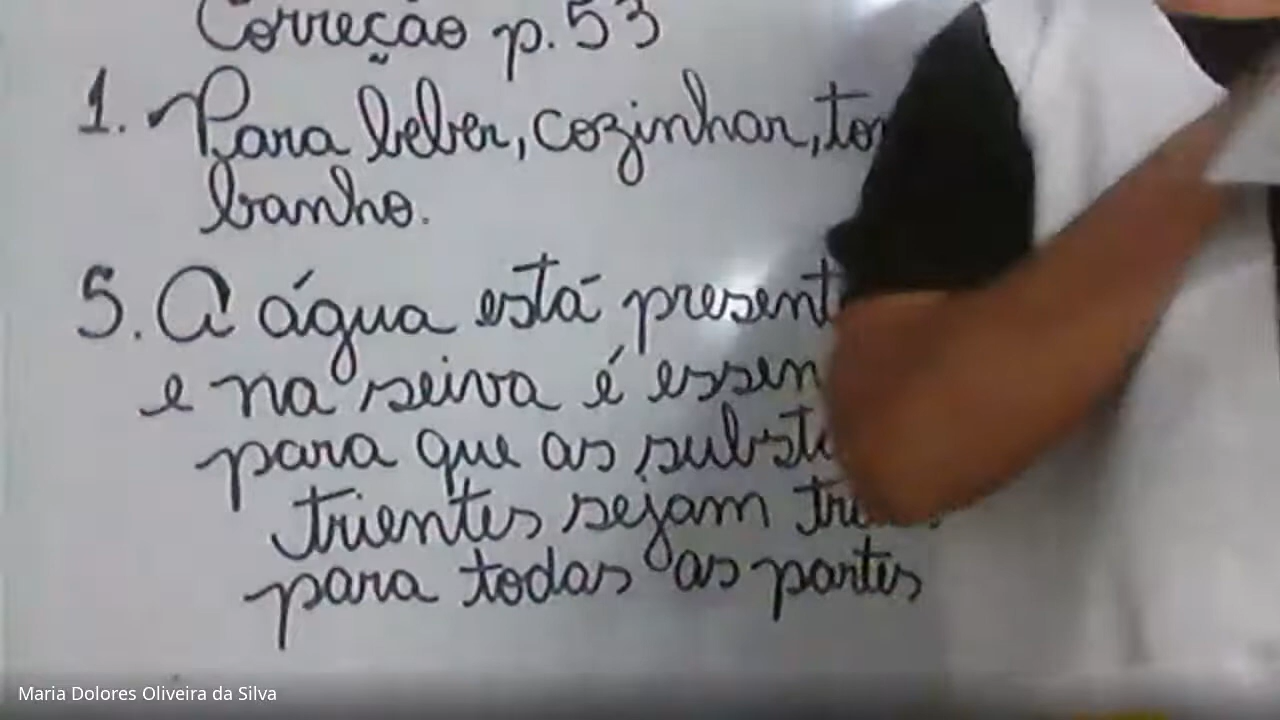 Correção p. 53
1. Para beber, cozinhar,
banho.
5. A água está
e na seiva é
para que as
trientes sejam
para todas as partes
Maria Dolores Oliveira da Silva